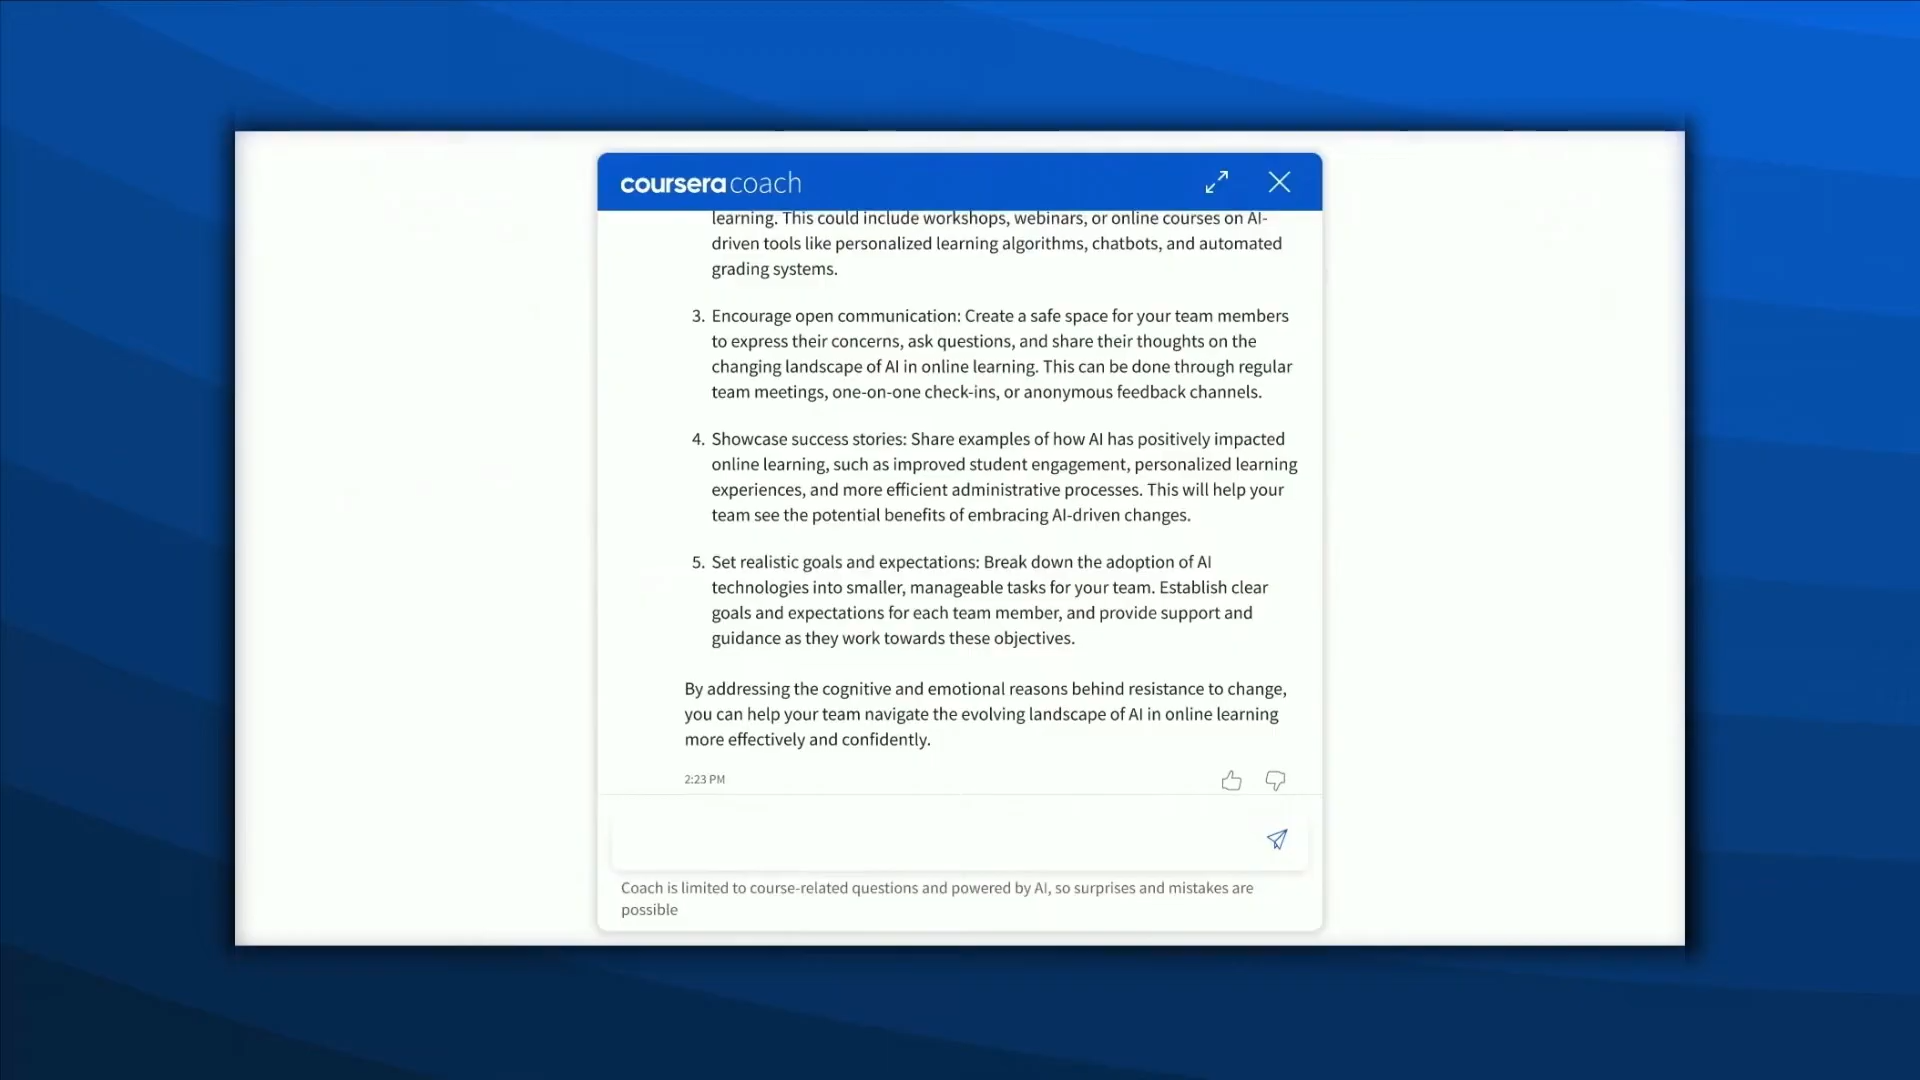 coursera coach
learning. This could include workshops, webinars, or online courses on AI-
driven tools like personalized learning algorithms, chatbots, and automated
grading systems.
3. Encourage open communication: Create a safe space for your team members
to express their concerns, ask questions, and share their thoughts on the
changing landscape of AI in online learning. This can be done through regular
team meetings, one-on-one check-ins, or anonymous feedback channels.
4. Showcase success stories: Share examples of how AI has positively impacted
online learning, such as improved student engagement, personalized learning
experiences, and more efficient administrative processes. This will help your
team see the potential benefits of embracing AI-driven changes.
5. Set realistic goals and expectations: Break down the adoption of AI
technologies into smaller, manageable tasks for your team. Establish clear
goals and expectations for each team member, and provide support and
guidance as they work towards these objectives.
By addressing the cognitive and emotional reasons behind resistance to change,
you can help your team navigate the evolving landscape of AI in online learning
more effectively and confidently.
2:23 PM
Coach is limited to course-related questions and powered by AI, so surprises and mistakes are
possible